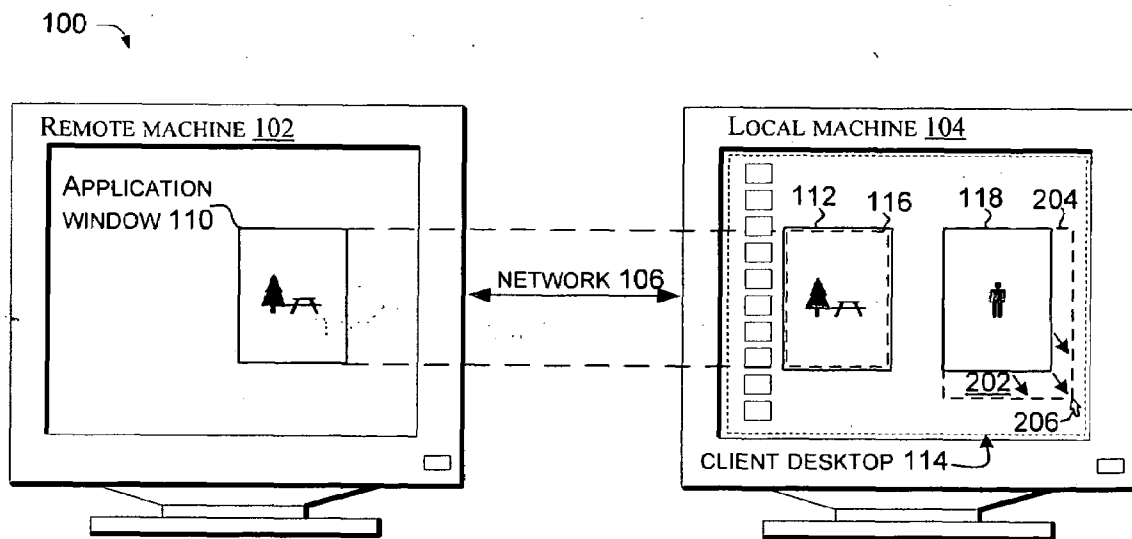 100
REMOTE MACHINE 102
APPLICATION
WINDOW 110
NETWORK 106
LOCAL MACHINE 104
112 116 118 204
202
206
CLIENT DESKTOP 114